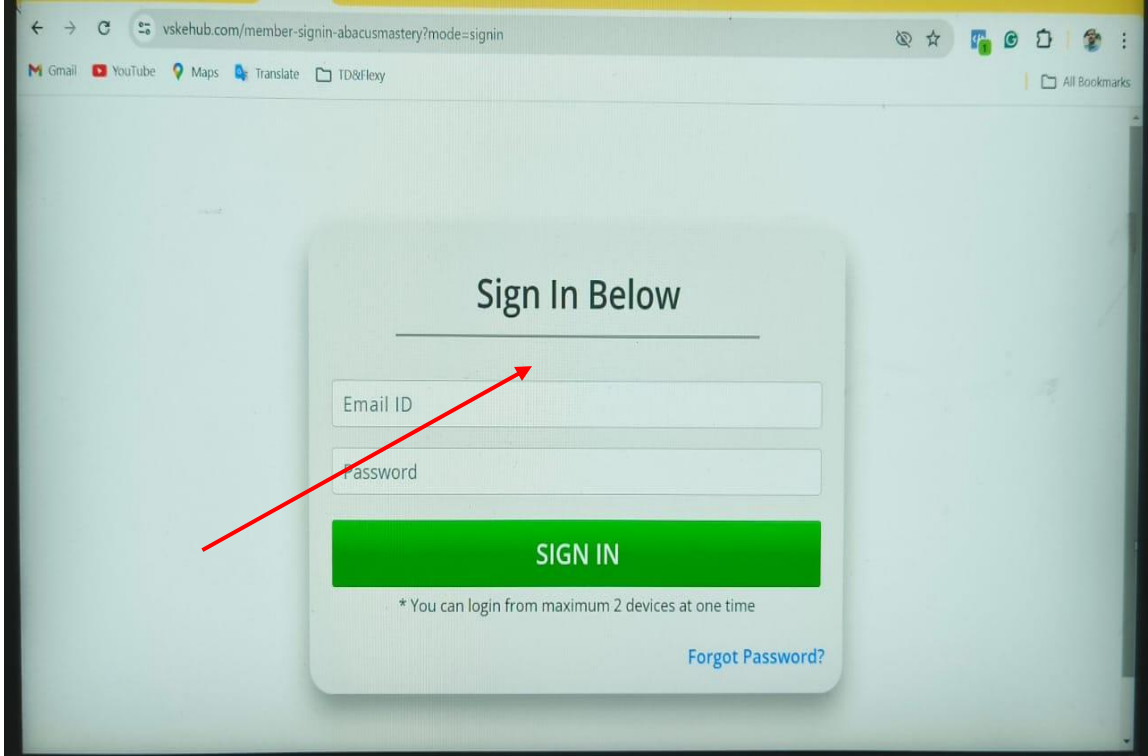 vskehub.com/member-signin-abacusmastery?mode=signin
Gmail YouTube Maps Translate TD&Flexy All Bookmarks
Sign In Below
Email ID
Password
SIGN IN
* You can login from maximum 2 devices at one time
Forgot Password?